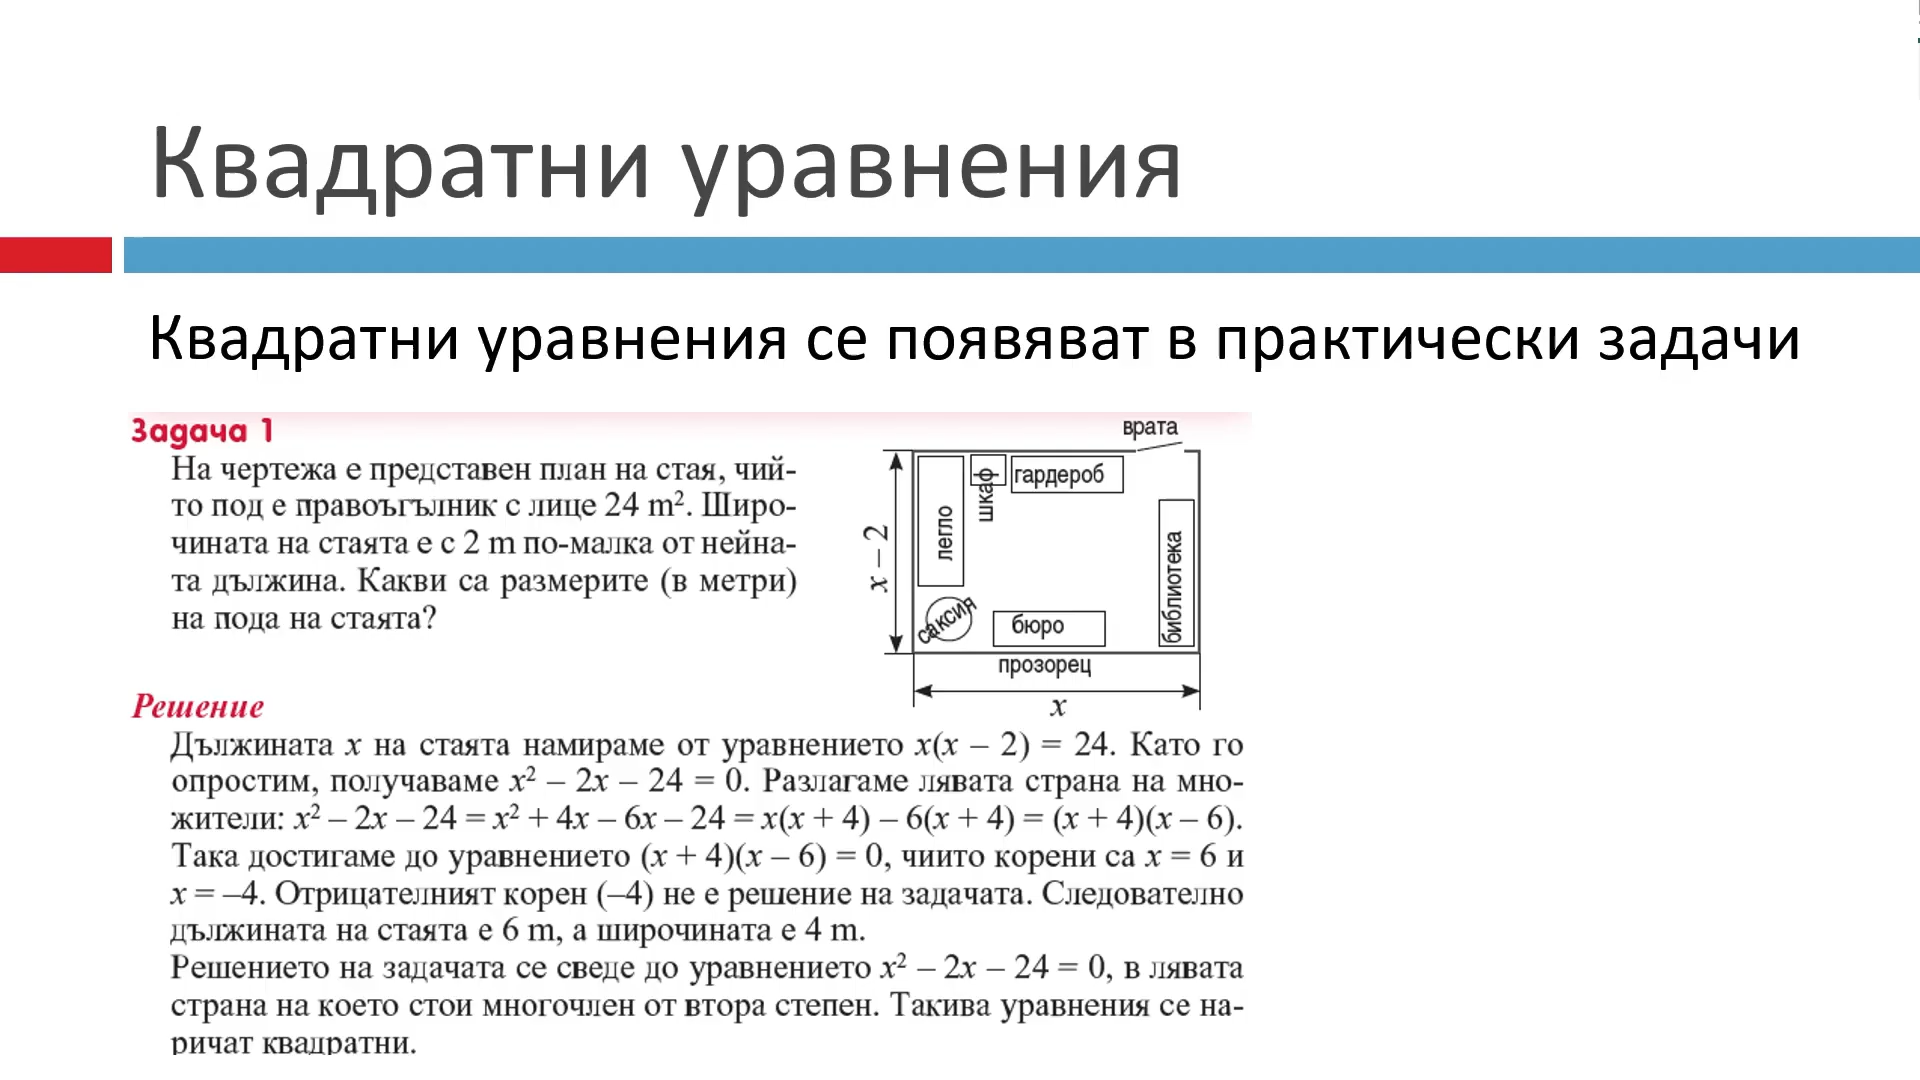 Квадратни уравнения
Квадратни уравнения се появяват в практически задачи
Задача 1
На чертежа е представен план на стая, чий-
то под е правоъгълник с лице 24 m². Широ-
чината на стаята е с 2 m по-малка от нейна-
та дължина. Какви са размерите (в метри)
на пода на стаята?
врата
легло
шкаф
гардероб
библиотека
саксия
бюро
прозорец
x – 2
x
Решение
Дължината x на стаята намираме от уравнението x(x – 2) = 24. Като го
опростим, получаваме x² – 2x – 24 = 0. Разлагаме лявата страна на мно-
жители: x² – 2x – 24 = x² + 4x – 6x – 24 = x(x + 4) – 6(x + 4) = (x + 4)(x – 6).
Така достигаме до уравнението (x + 4)(x – 6) = 0, чиито корени са x = 6 и
x = –4. Отрицателният корен (–4) не е решение на задачата. Следователно
дължината на стаята е 6 m, а широчината е 4 m.
Решението на задачата се сведе до уравнението x² – 2x – 24 = 0, в лявата
страна на което стои многочлен от втора степен. Такива уравнения се на-
ричат квадратни.